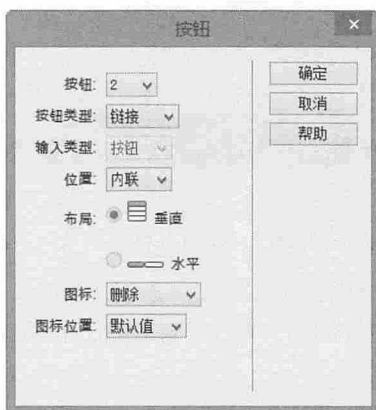 按钮
按钮: 2
按钮类型: 链接
输入类型: 按钮
位置: 内联
布局: 垂直
水平
图标: 删除
图标位置: 默认值
确定
取消
帮助